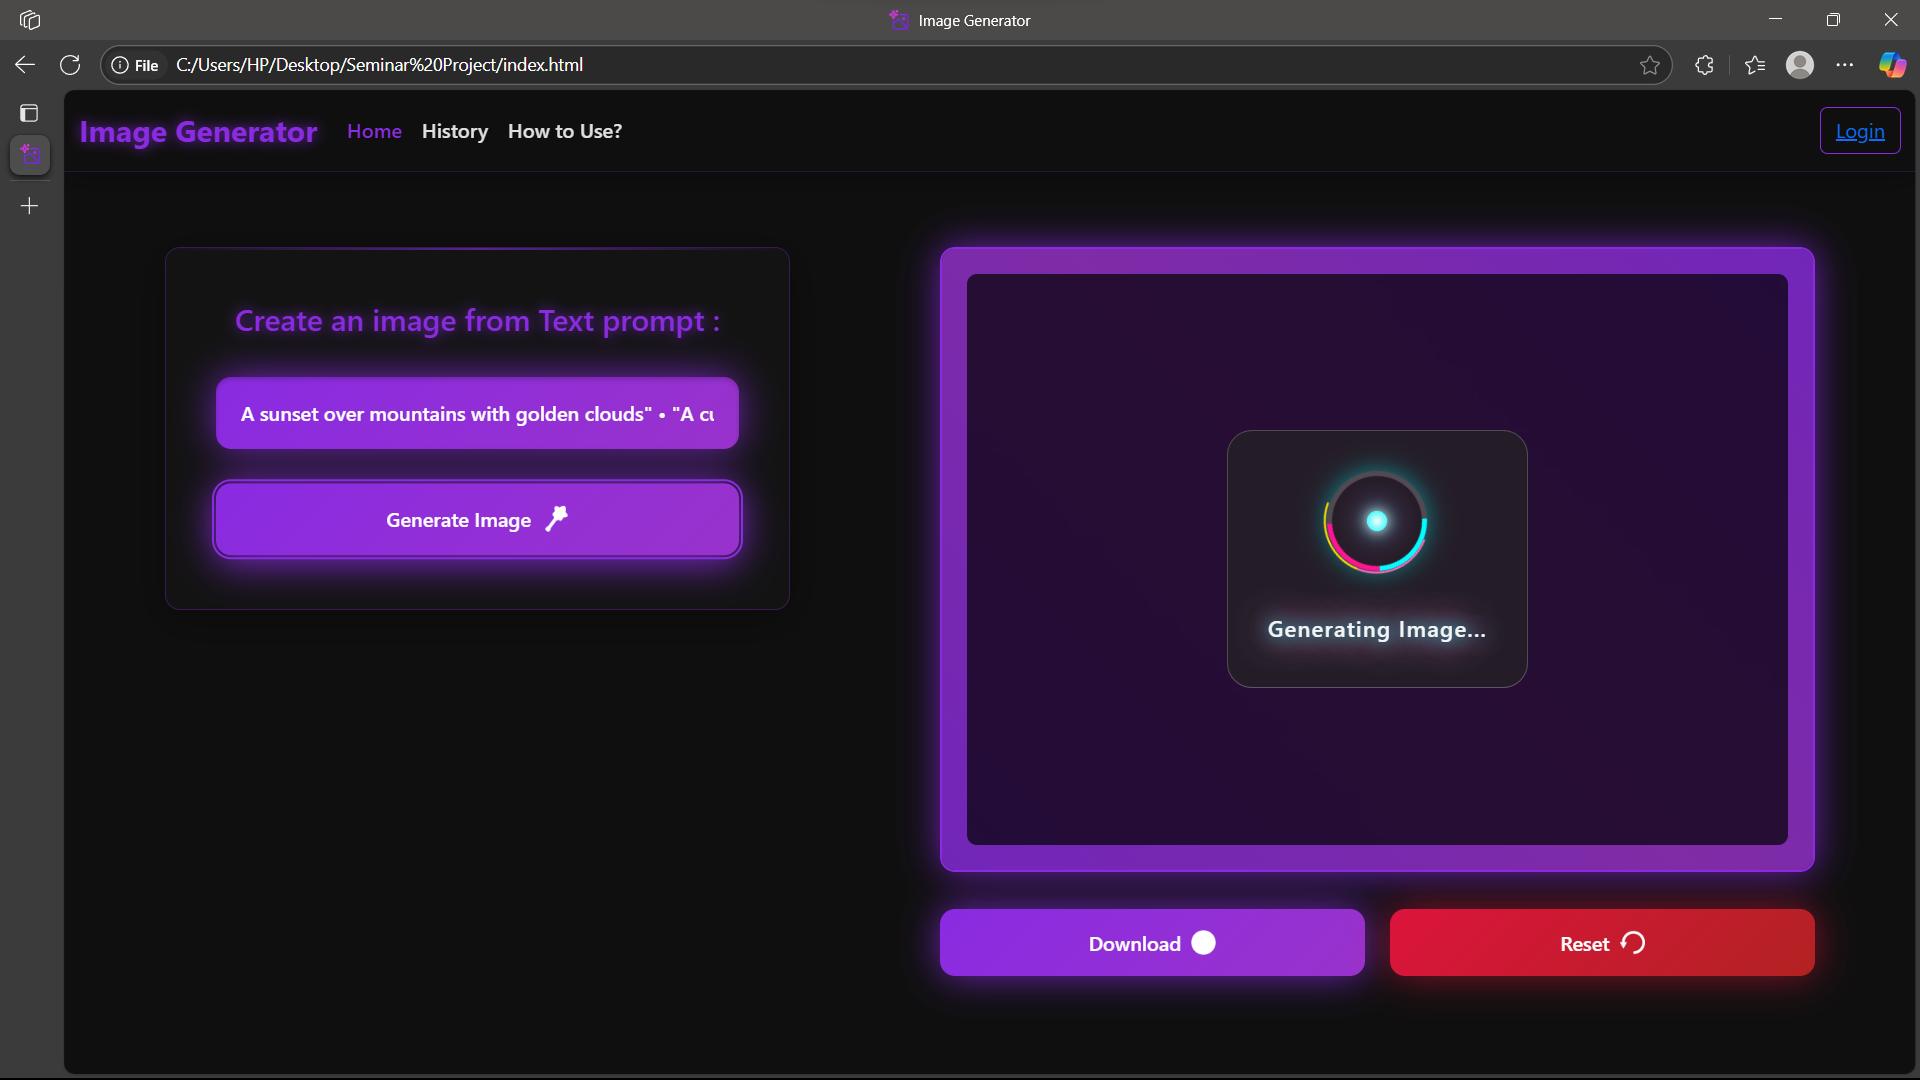 Image Generator
File C:/Users/HP/Desktop/Seminar%20Project/index.html
Image Generator Home History How to Use? Login
Create an image from Text prompt :
A sunset over mountains with golden clouds" • "A cu
Generate Image
Generating Image...
Download Reset